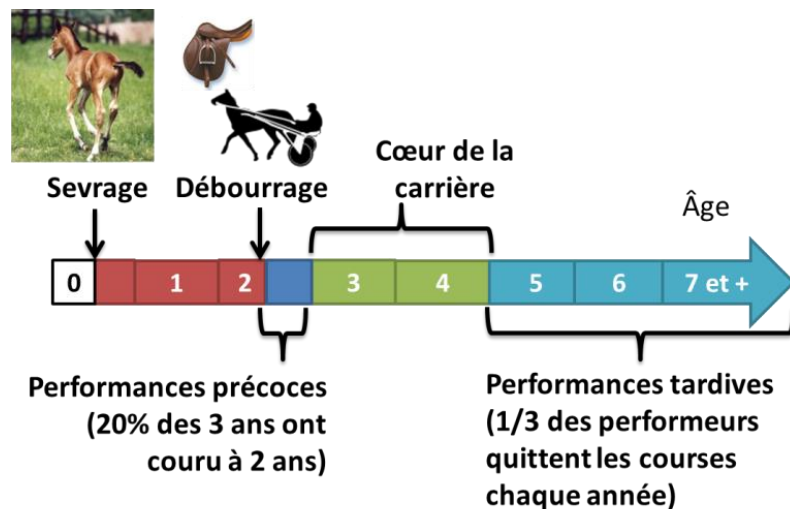 Sevrage
Débourrage
Cœur de la
carrière
Âge
0
1
2
3
4
5
6
7 et +
Performances précoces
(20% des 3 ans ont
couru à 2 ans)
Performances tardives
(1/3 des performeurs
quittent les courses
chaque année)